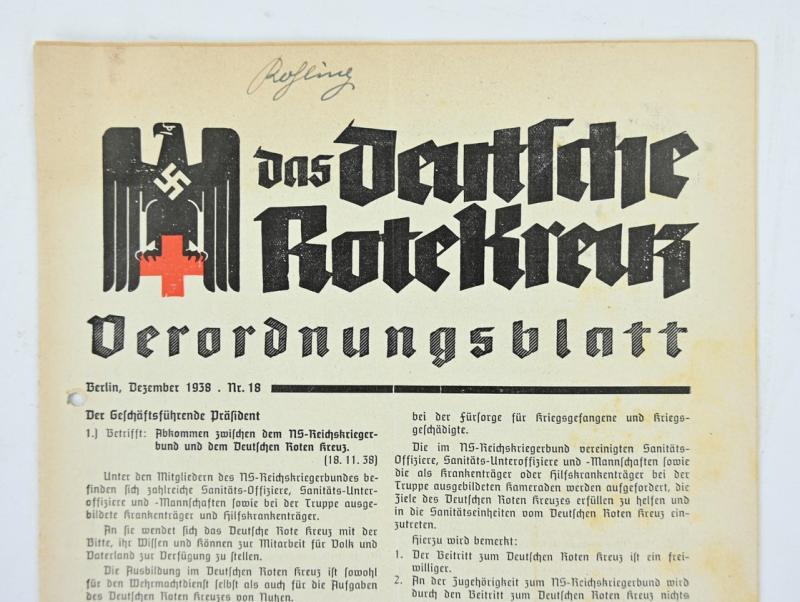 Rohling
das Deutsche
Rote Kreuz
Verordnungsblatt
Berlin, Dezember 1938 . Nr. 18
Der Geschäftsführende Präsident
1.) Betrifft: Abkommen zwischen dem NS-Reichskrieger-
bund und dem Deutschen Roten Kreuz.
(18. 11. 38)
Unter den Mitgliedern des NS-Reichskriegerbundes be-
finden sich zahlreiche Sanitäts-Offiziere, Sanitäts-Unter-
offiziere und -Mannschaften sowie bei der Truppe ausge-
bildete Krankenträger und Hilfskrankenträger.
An sie wendet sich das Deutsche Rote Kreuz mit der
Bitte, ihr Wissen und Können zur Mitarbeit für Volk und
Vaterland zur Verfügung zu stellen.
Die Ausbildung im Deutschen Roten Kreuz ist sowohl
für den Wehrmachtdienst selbst als auch für die Aufgaben
des Deutschen Roten Kreuzes von Nutzen.
bei der Fürsorge für Kriegsgefangene und Kriegs-
geschädigte.
Die im NS-Reichskriegerbund vereinigten Sanitäts-
Offiziere, Sanitäts-Unteroffiziere und -Mannschaften sowie
die als Krankenträger oder Hilfskrankenträger bei der
Truppe ausgebildeten Kameraden werden aufgefordert, die
Ziele des Deutschen Roten Kreuzes erfüllen zu helfen und
in die Sanitätseinheiten vom Deutschen Roten Kreuz ein-
zutreten.
Hierzu wird bemerkt:
1. Der Beitritt zum Deutschen Roten Kreuz ist ein frei-
williger.
2. An der Zugehörigkeit zum NS-Reichskriegerbund wird
durch den Beitritt zum Deutschen Roten Kreuz nichts